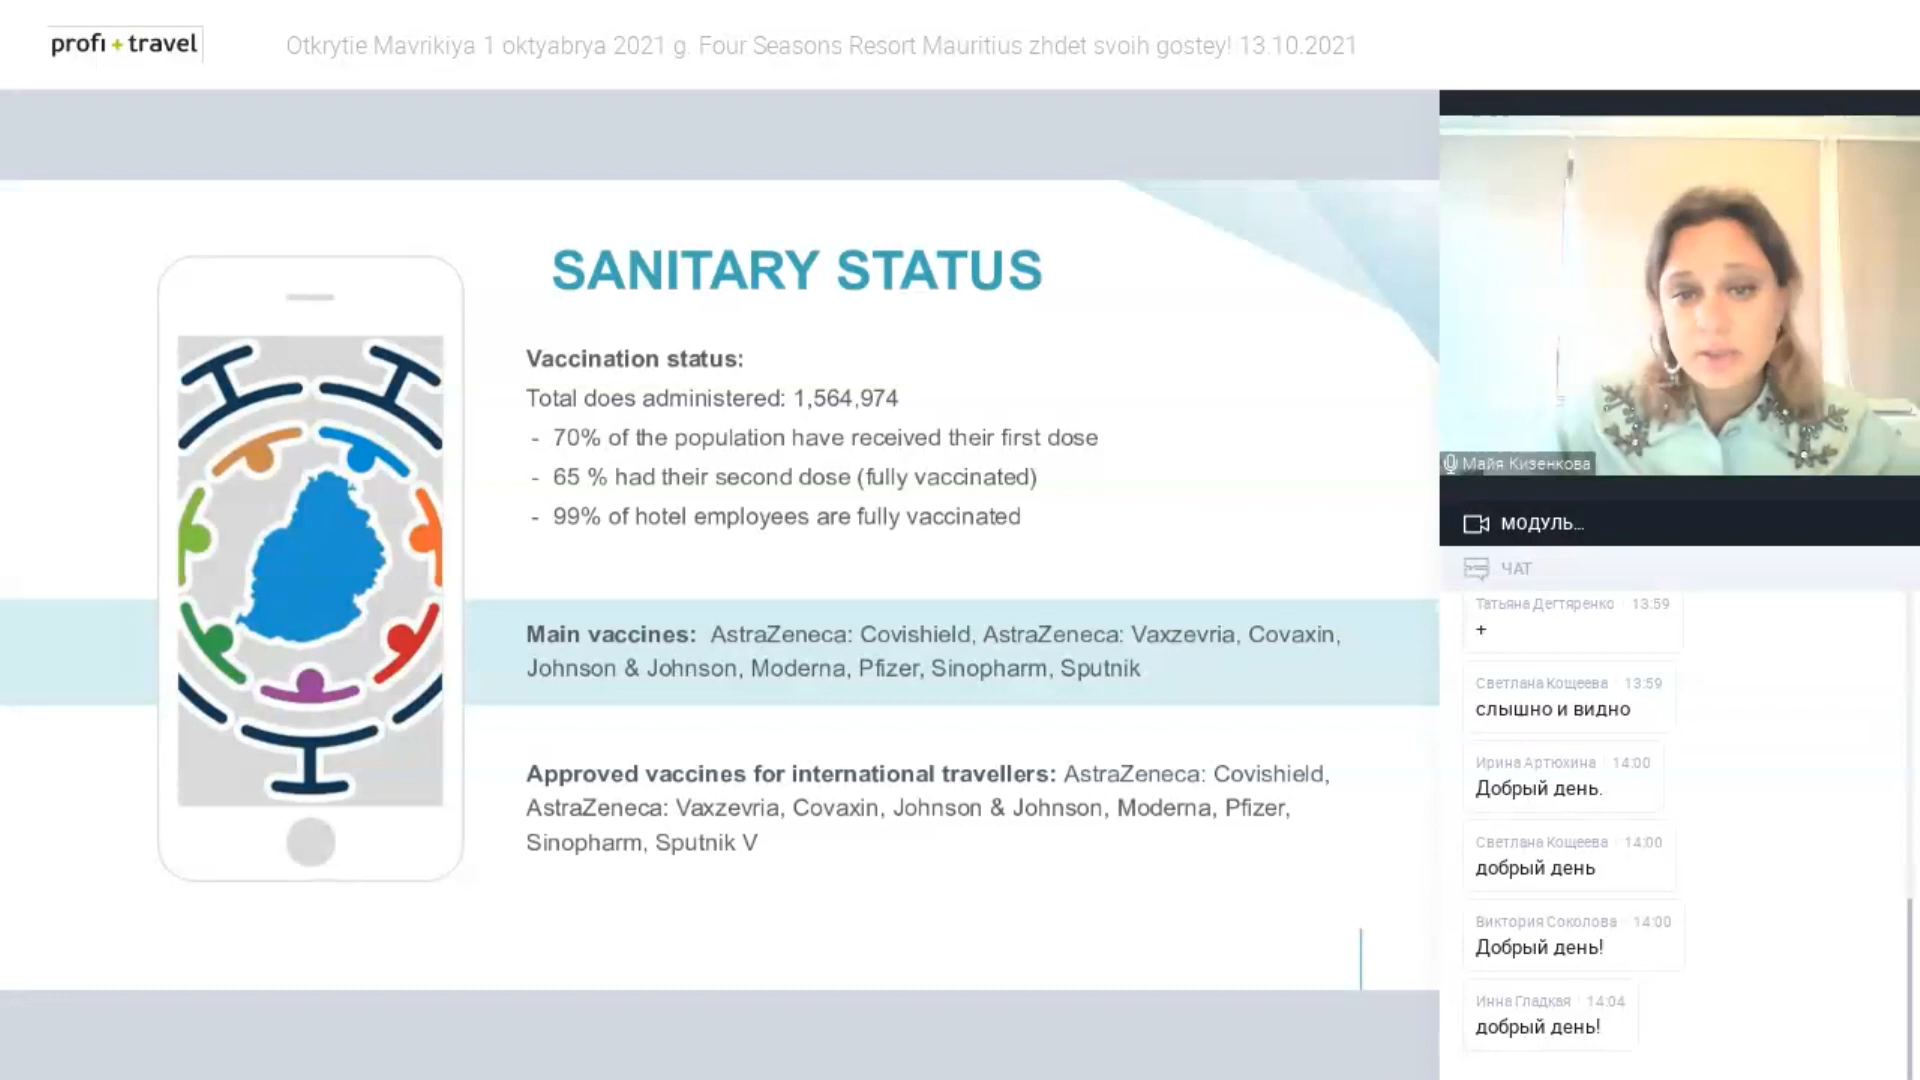 profi + travel
Otkrytie Mavrikiya 1 oktyabrya 2021 g. Four Seasons Resort Mauritius zhdet svoih gostey! 13.10.2021
SANITARY STATUS
Vaccination status:
Total does administered: 1,564,974
- 70% of the population have received their first dose
- 65 % had their second dose (fully vaccinated)
- 99% of hotel employees are fully vaccinated
Main vaccines: AstraZeneca: Covishield, AstraZeneca: Vaxzevria, Covaxin,
Johnson & Johnson, Moderna, Pfizer, Sinopharm, Sputnik
Approved vaccines for international travellers: AstraZeneca: Covishield,
AstraZeneca: Vaxzevria, Covaxin, Johnson & Johnson, Moderna, Pfizer,
Sinopharm, Sputnik V
Майя Кизенкова
МОДУЛЬ...
ЧАТ
Татьяна Дегтяренко 13:59
+
Светлана Кощеева 13:59
слышно и видно
Ирина Артюхина 14:00
Добрый день.
Светлана Кощеева 14:00
добрый день
Виктория Соколова 14:00
Добрый день!
Инна Гладкая 14:04
добрый день!